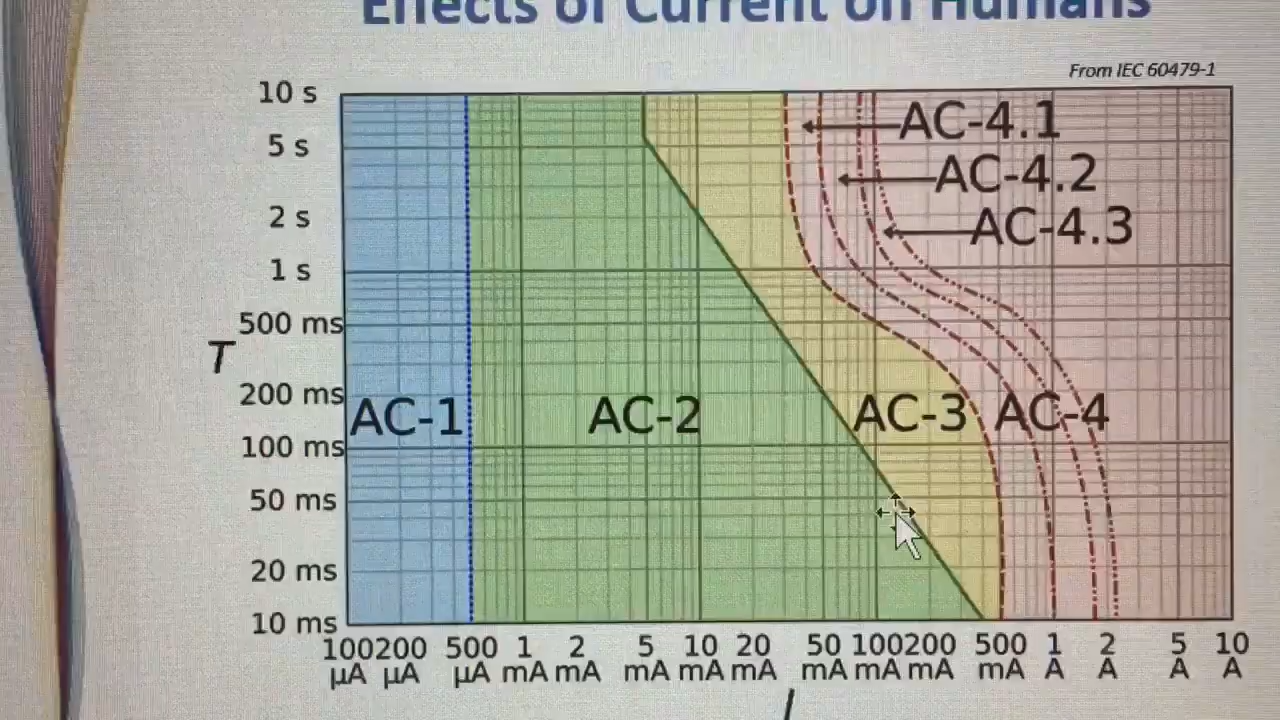 Effects of Current on Humans
From IEC 60479-1
10 s
5 s
2 s
1 s
500 ms
200 ms
100 ms
50 ms
20 ms
10 ms
T
AC-4.1
AC-4.2
AC-4.3
AC-1
AC-2
AC-3
AC-4
100 200 500 1 2 5 10 20 50 100 200 500 1 2 5 10
µA µA µA mA mA mA mA mA mA mA mA mA A A A A
I